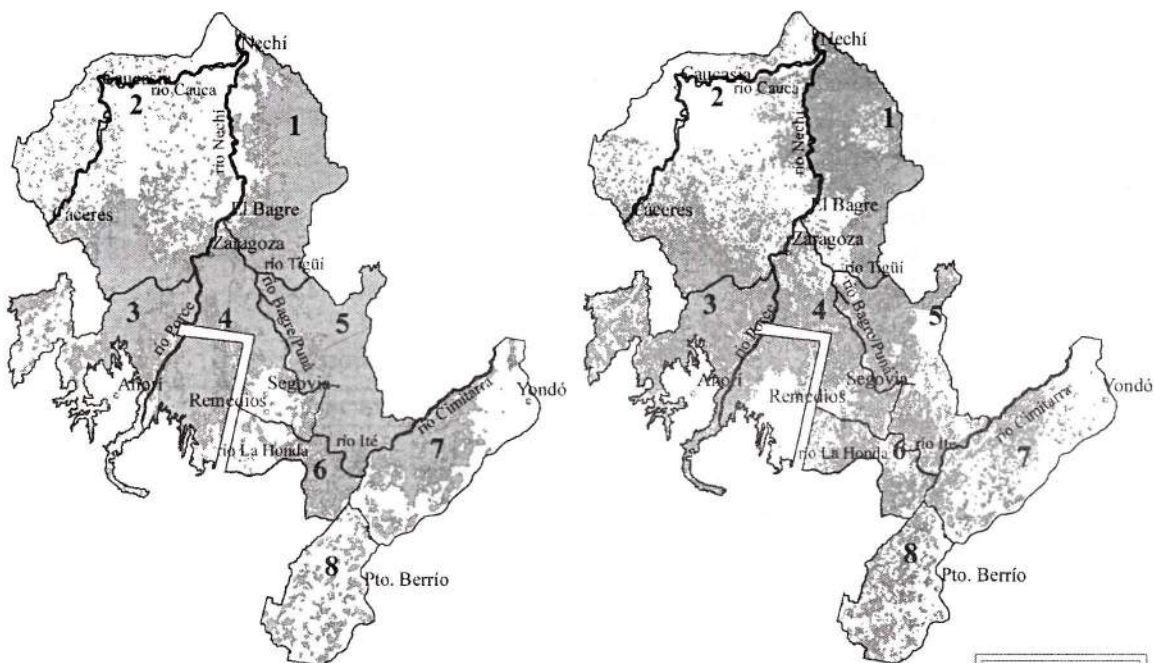 Nechí
Caucasia
río Cauca
2
1
río Nechí
Cáceres
El Bagre
Zaragoza
río Tigüi
río Porce
río Bagre/Puná
3
4
5
Anorí
Segovia
Remedios
río Cimitarra
Yondó
río Ité
río La Honda
6
7
8
Pto. Berrío
Nechí
Caucasia
río Cauca
2
1
río Nechí
Cáceres
El Bagre
Zaragoza
río Tigüi
río Porce
río Bagre/Puná
3
4
5
Anorí
Segovia
Remedios
río Cimitarra
Yondó
río Ité
río La Honda
6
7
8
Pto. Berrío